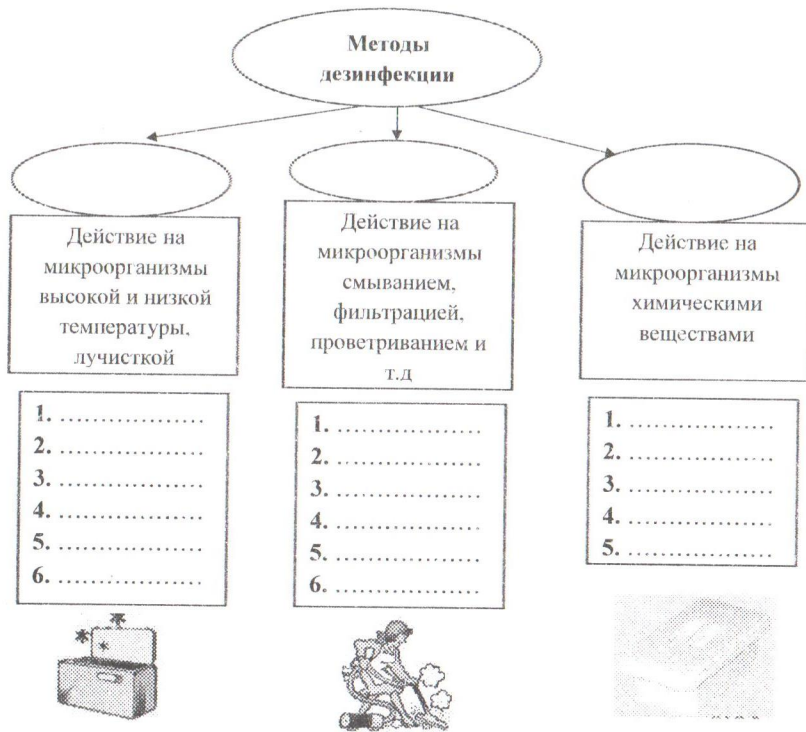 Методы
дезинфекции
Действие на
микроорганизмы
высокой и низкой
температуры,
лучисткой
Действие на
микроорганизмы
смыванием,
фильтрацией,
проветриванием и
т.д
Действие на
микроорганизмы
химическими
веществами
1. ..................
2. ..................
3. ..................
4. ..................
5. ..................
6. ..................
1. ..................
2. ..................
3. ..................
4. ..................
5. ..................
6. ..................
1. ..................
2. ..................
3. ..................
4. ..................
5. ..................